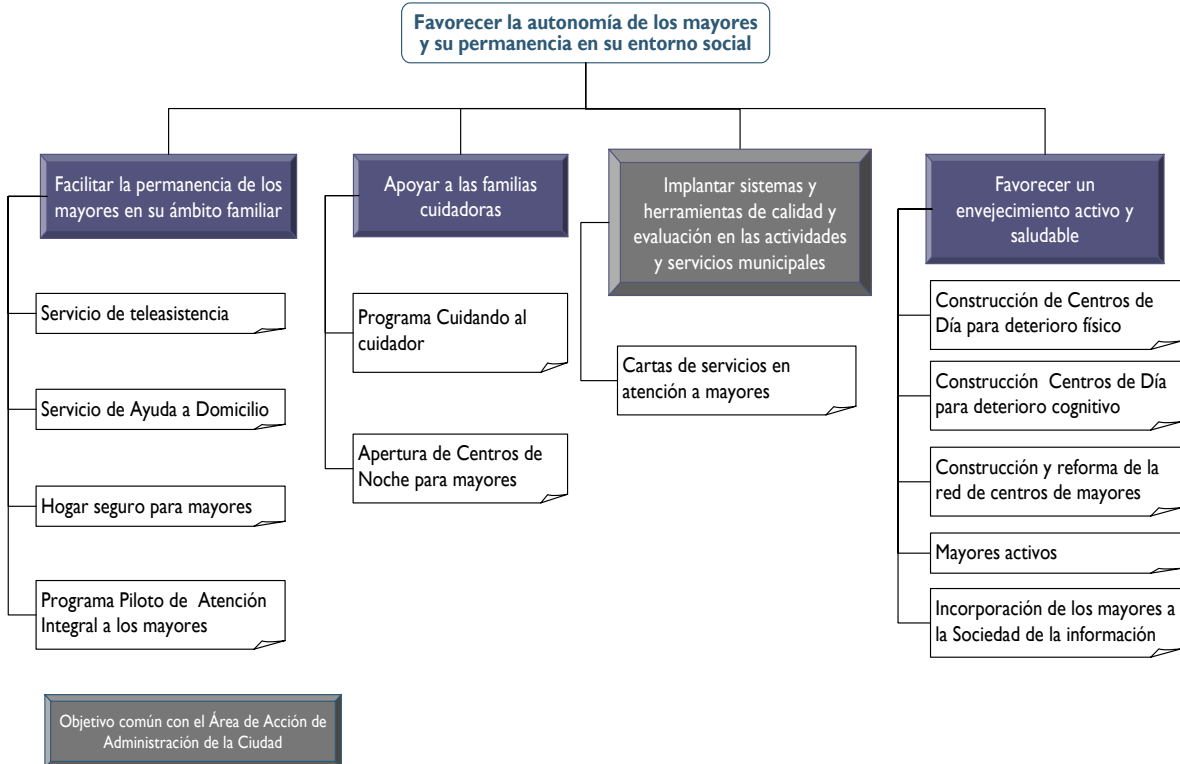 Favorecer la autonomía de los mayores
y su permanencia en su entorno social
Facilitar la permanencia de los
mayores en su ámbito familiar
Servicio de teleasistencia
Servicio de Ayuda a Domilicio
Hogar seguro para mayores
Programa Piloto de Atención
Integral a los mayores
Apoyar a las familias
cuidadoras
Programa Cuidando al
cuidador
Apertura de Centros de
Noche para mayores
Implantar sistemas y
herramientas de calidad y
evaluación en las actividades
y servicios municipales
Cartas de servicios en
atención a mayores
Favorecer un
envejecimiento activo y
saludable
Construcción de Centros de
Día para deterioro físico
Construcción Centros de Día
para deterioro cognitivo
Construcción y reforma de la
red de centros de mayores
Mayores activos
Incorporación de los mayores a
la Sociedad de la información
Objetivo común con el Área de Acción de
Administración de la Ciudad